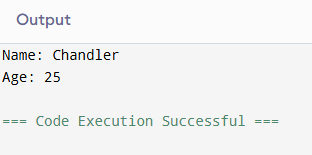 Output
Name: Chandler
Age: 25
=== Code Execution Successful ===